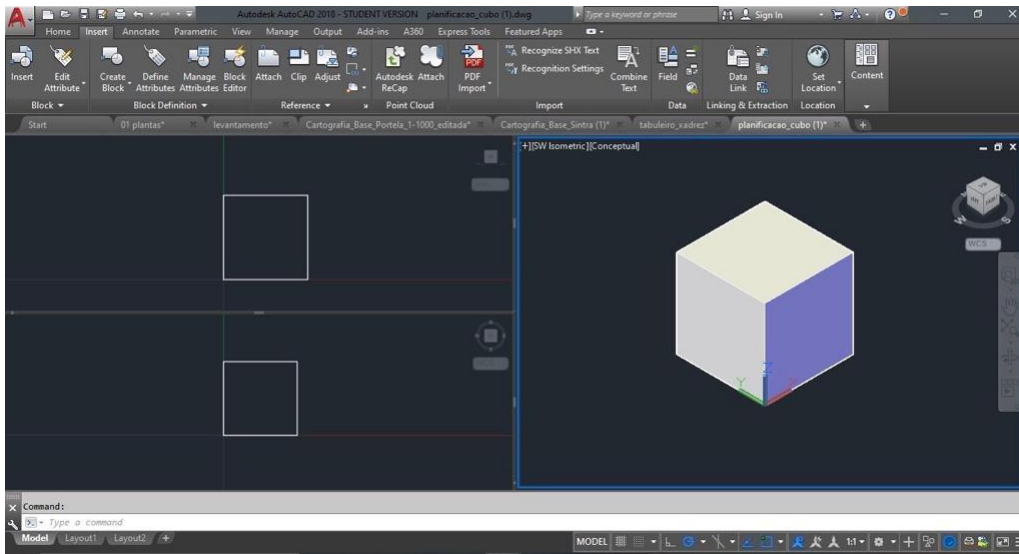 Autodesk AutoCAD 2018 - STUDENT VERSION planificacao_cubo (1).dwg
Type a keyword or phrase
Sign In
Home Insert Annotate Parametric View Manage Output Add-ins A360 Express Tools Featured Apps
Insert
Edit Attribute
Create Block
Define Attributes
Manage Attributes
Block Editor
Attach
Clip
Adjust
Autodesk ReCap
Attach
PDF Import
Recognize SHX Text
Recognition Settings
Combine Text
Field
Data Link
Set Location
Content
Block
Block Definition
Reference
Point Cloud
Import
Data
Linking & Extraction
Location
Start 01 plantas* levantamento* Cartografia_Base_Portela_1-1000_editada* Cartografia_Base_Sintra (1)* tabuleiro_xadrez* planificacao_cubo (1)*
[+][SW Isometric][Conceptual]
W
S
WCS
Z
Y
Command:
Type a command
Model Layout1 Layout2 +
MODEL
1:1